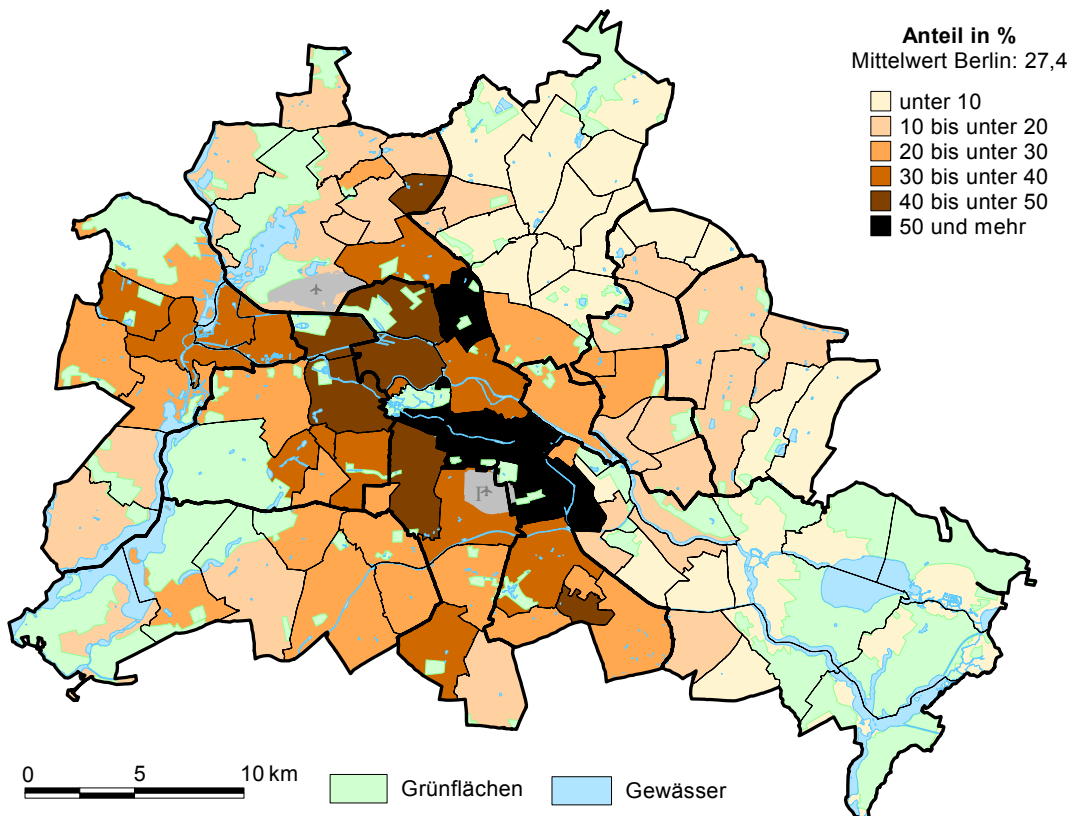 Anteil in %
Mittelwert Berlin: 27,4
unter 10
10 bis unter 20
20 bis unter 30
30 bis unter 40
40 bis unter 50
50 und mehr
0 5 10 km
Grünflächen
Gewässer